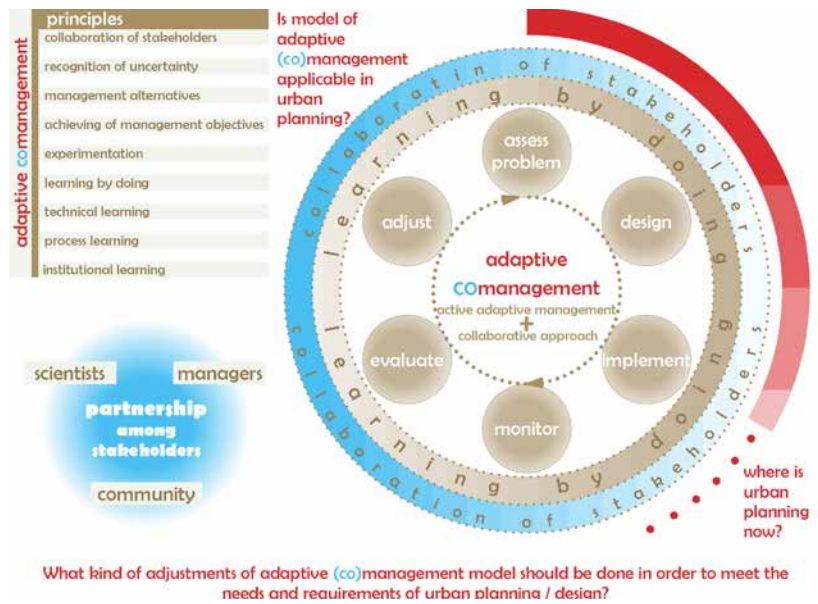 principles
adaptive comanagement
collaboration of stakeholders
recognition of uncertainty
management alternatives
achieving of management objectives
experimentation
learning by doing
technical learning
process learning
institutional learning
Is model of
adaptive
(co)management
applicable in
urban
planning?
collaboratin of stakeholders
learning by doing
assess
problem
design
implement
monitor
evaluate
adjust
adaptive
COmanagement
active adaptive management
+
collaborative approach
learning by doing
collaboration of stakeholders
scientists
managers
partnership
among
stakeholders
community
where is
urban
planning
now?
What kind of adjustments of adaptive (co)management model should be done in order to meet the
needs and requirements of urban planning / design?